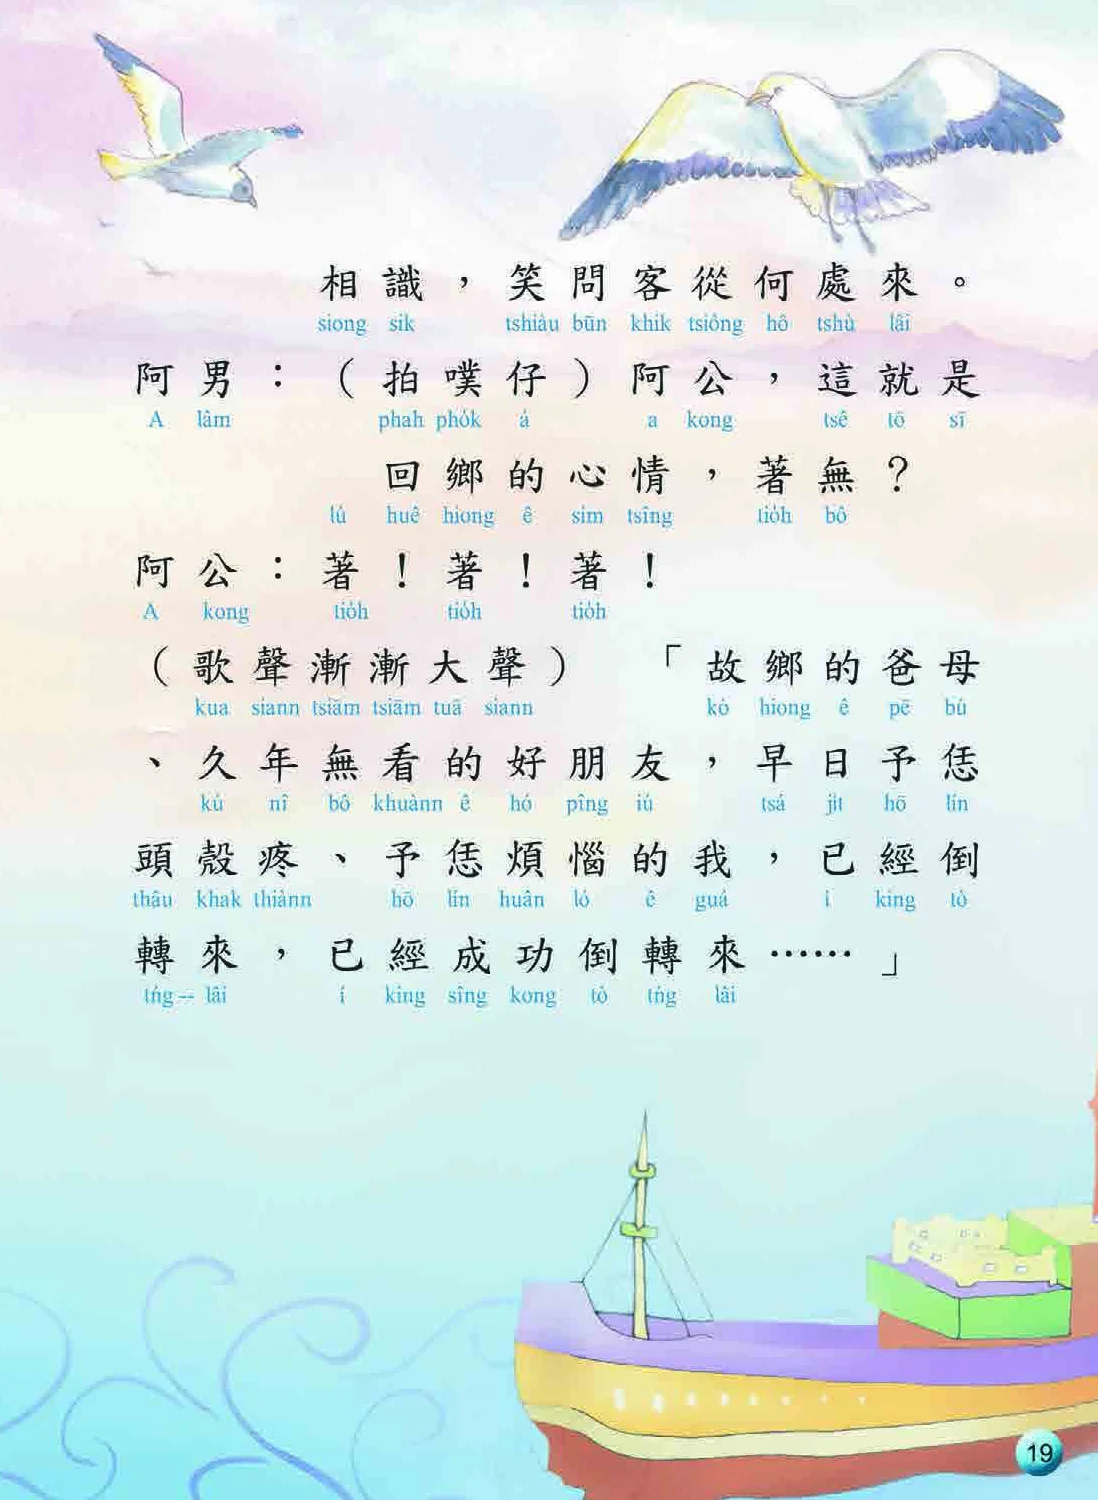 相識，笑問客從何處來。
siong sik tshiàu būn khik tsiông hô tshù lâi
阿男：（拍噗仔）阿公，這就是
A lâm phah pho̍k á a kong tsê tō sī
回鄉的心情，著無？
lú huê hiong ê sim tsîng tio̍h bô
阿公：著！著！著！
A kong tio̍h tio̍h tio̍h
（歌聲漸漸大聲）「故鄉的爸母
kua siann tsiām tsiām tuā siann kò hiong ê pē bú
、久年無看的好朋友，早日予恁
kú nî bô khuànn ê hó pîng iú tsá ji̍t hō lín
頭殼疼、予恁煩惱的我，已經倒
thâu khak thiànn hō lín huân ló ê guá í king tò
轉來，已經成功倒轉來⋯⋯」
tńg -- lâi í king sîng kong tò tńg lâi
19